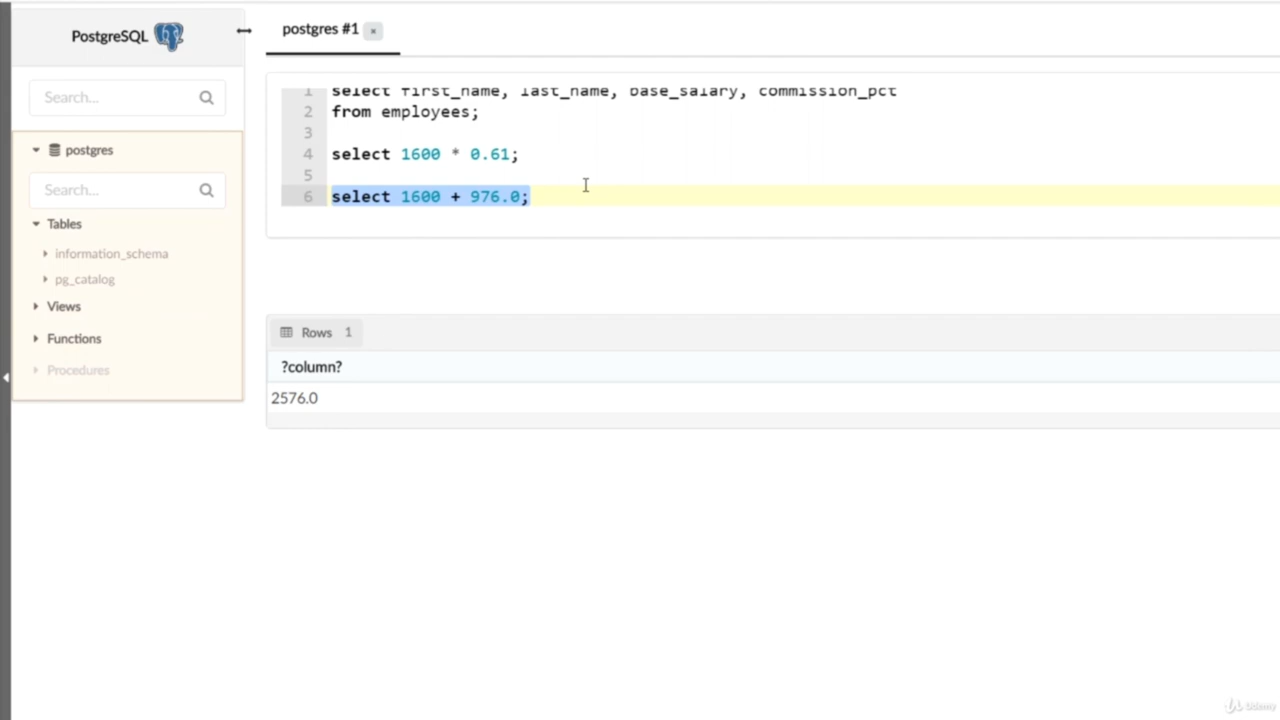 PostgreSQL
postgres #1
Search...
postgres
Search...
Tables
information_schema
pg_catalog
Views
Functions
Procedures
1 select first_name, last_name, base_salary, commission_pct
2 from employees;
3
4 select 1600 * 0.61;
5
6 select 1600 + 976.0;
Rows 1
?column?
2576.0
Udemy